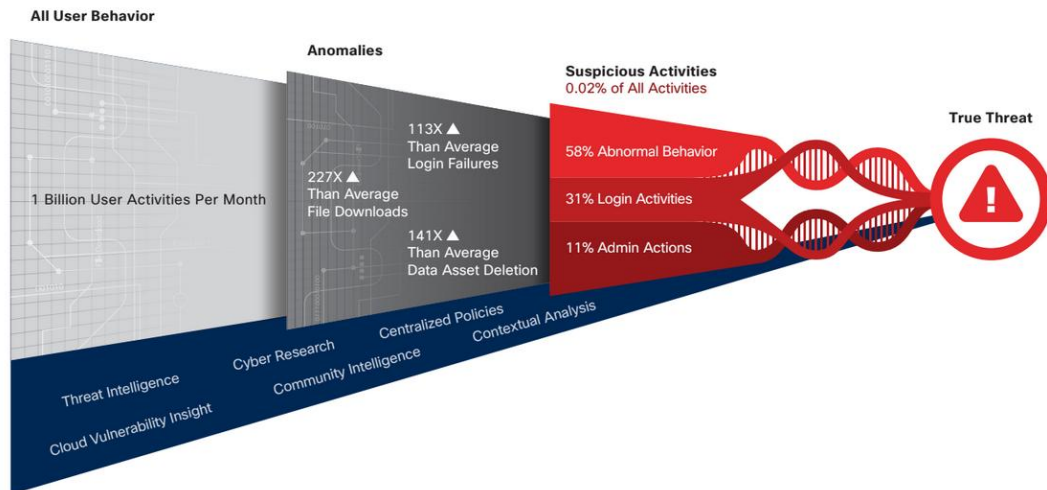 All User Behavior
1 Billion User Activities Per Month
Anomalies
113X ▲
Than Average
Login Failures
227X ▲
Than Average
File Downloads
141X ▲
Than Average
Data Asset Deletion
Suspicious Activities
0.02% of All Activities
58% Abnormal Behavior
31% Login Activities
11% Admin Actions
True Threat
!
Threat Intelligence
Cyber Research
Centralized Policies
Contextual Analysis
Community Intelligence
Cloud Vulnerability Insight